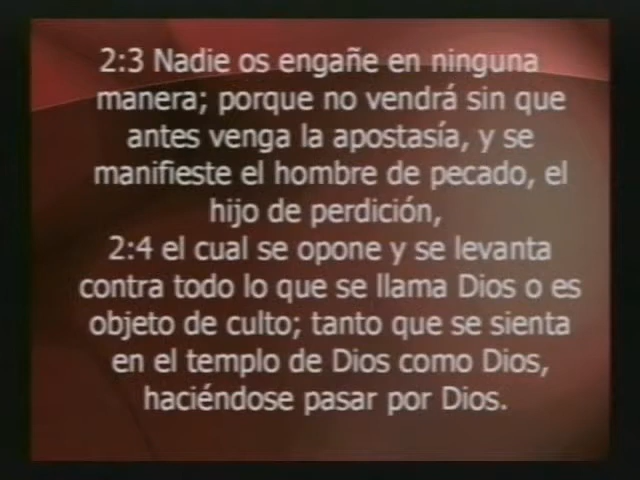 2:3 Nadie os engañe en ninguna
manera; porque no vendrá sin que
antes venga la apostasía, y se
manifieste el hombre de pecado, el
hijo de perdición,
2:4 el cual se opone y se levanta
contra todo lo que se llama Dios o es
objeto de culto; tanto que se sienta
en el templo de Dios como Dios,
haciéndose pasar por Dios.